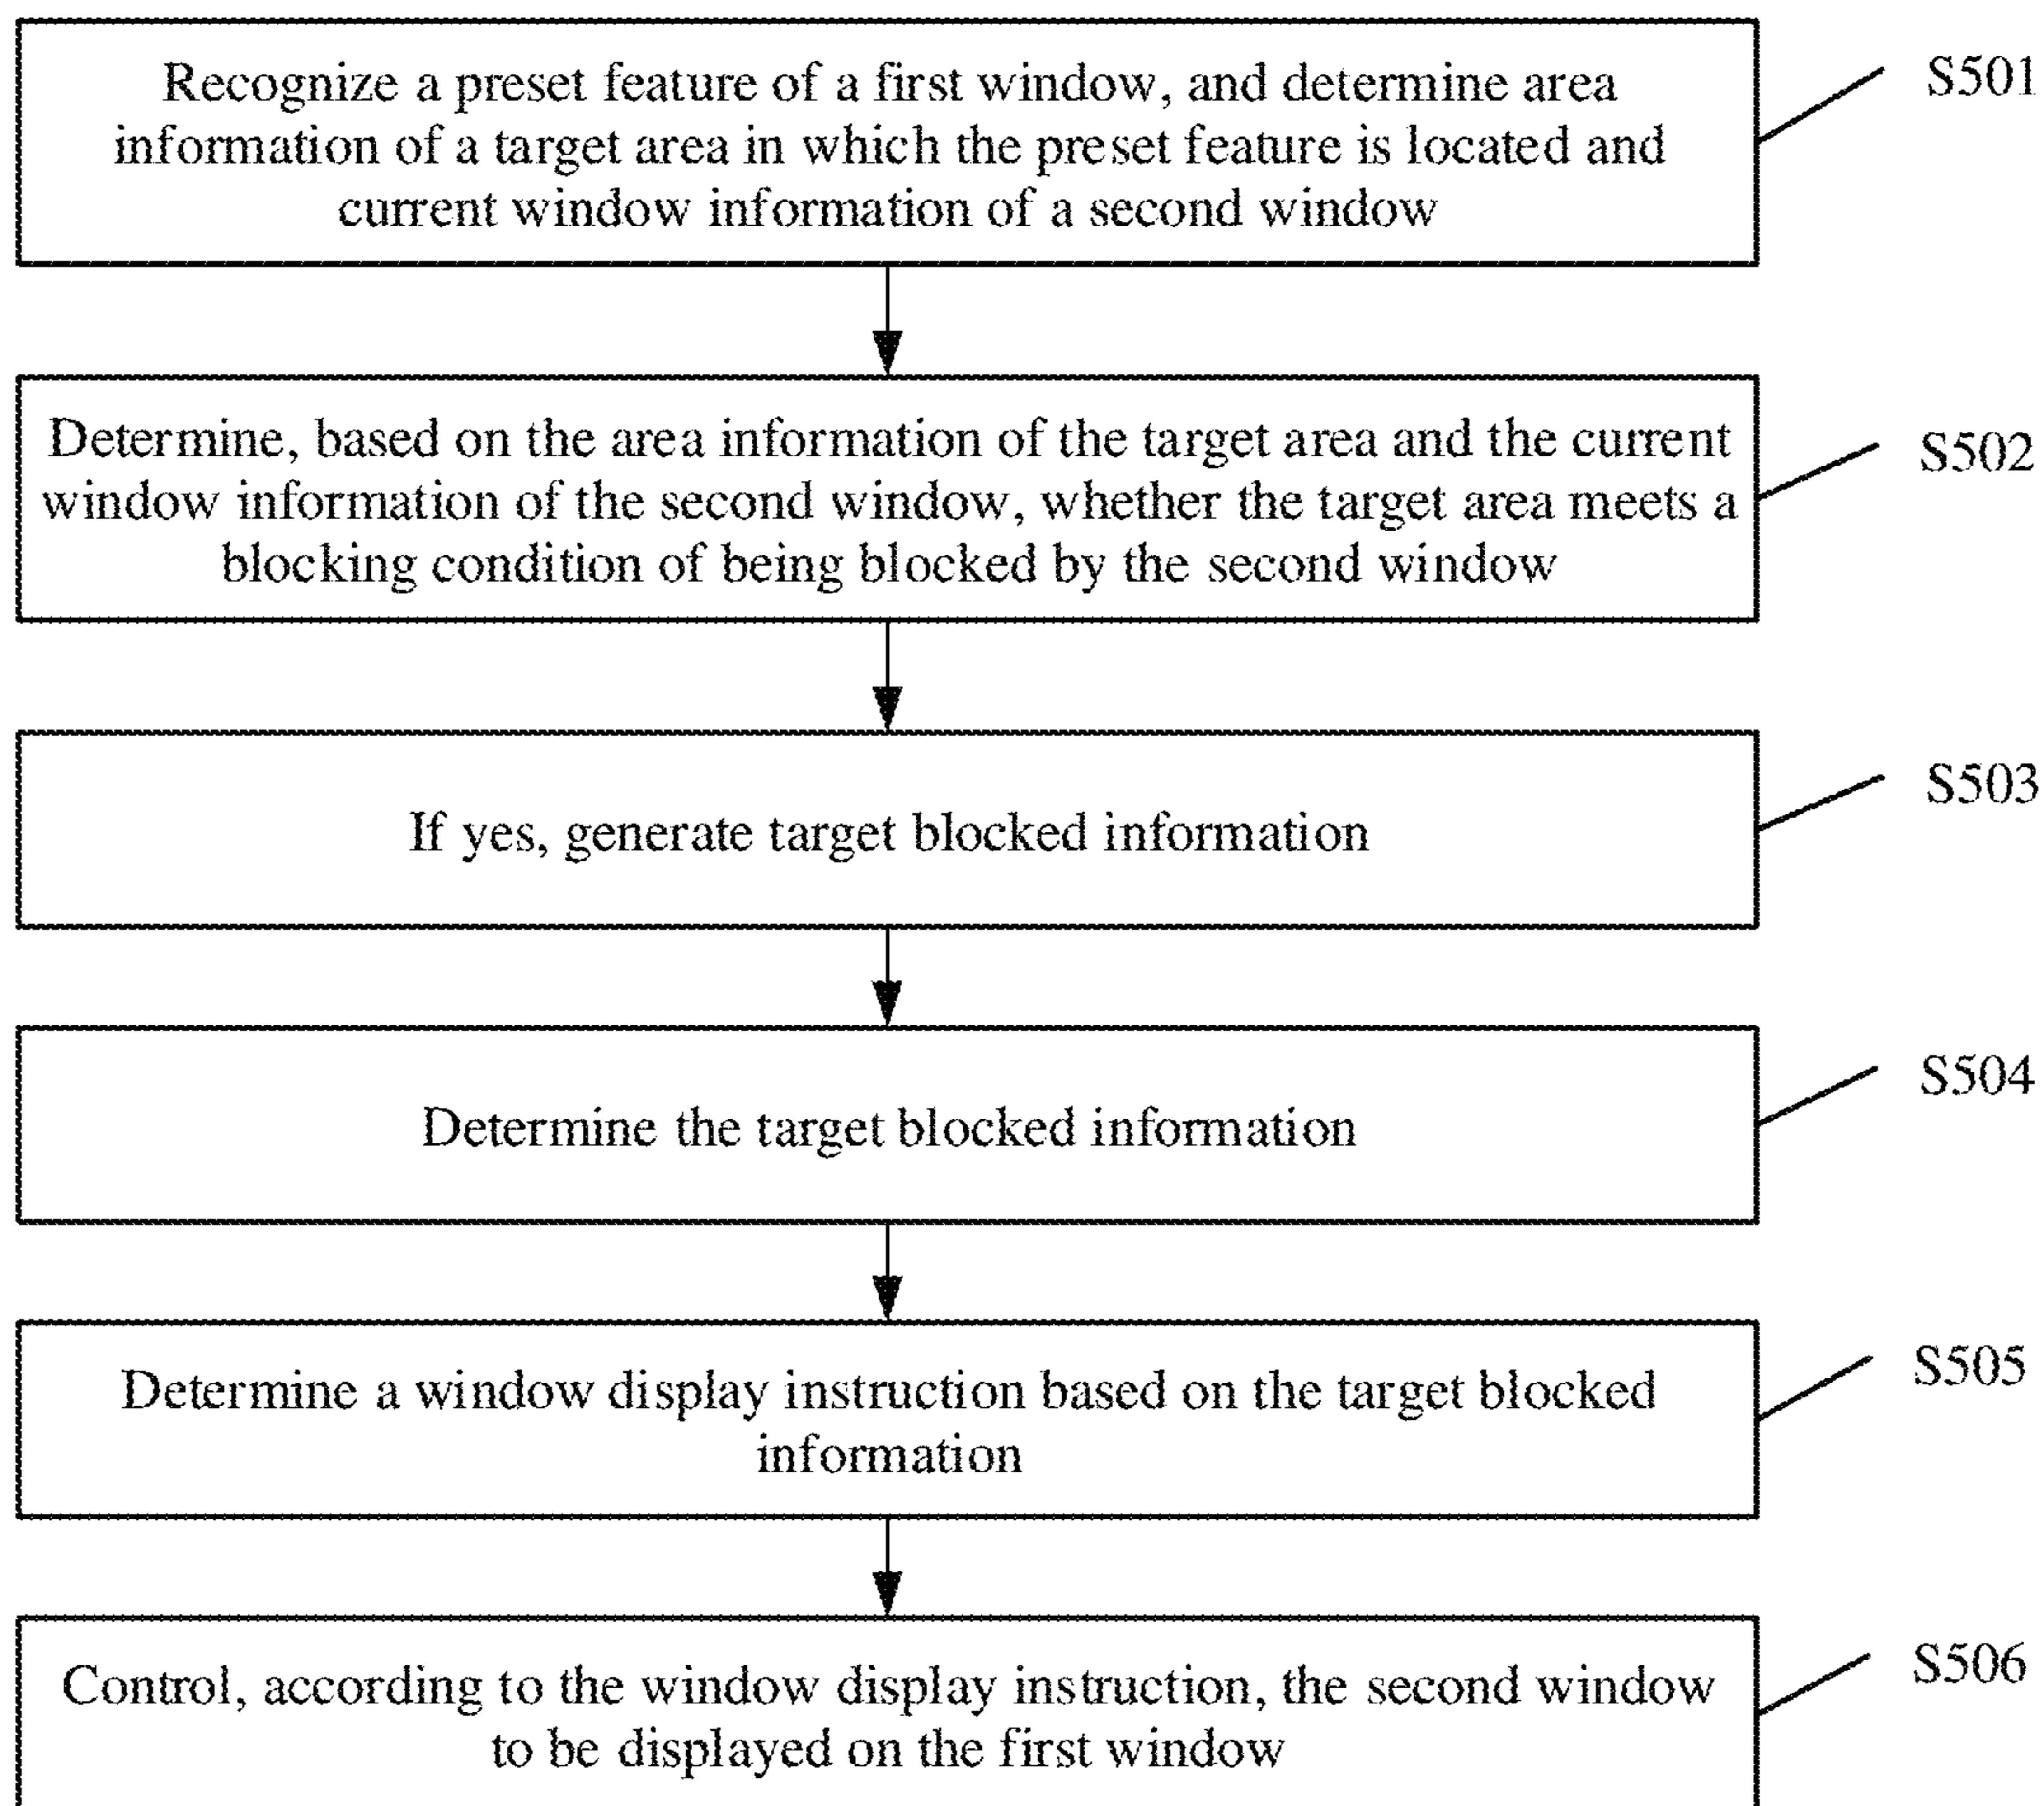 Recognize a preset feature of a first window, and determine area
information of a target area in which the preset feature is located and
current window information of a second window
S501
Determine, based on the area information of the target area and the current
window information of the second window, whether the target area meets a
blocking condition of being blocked by the second window
S502
If yes, generate target blocked information
S503
Determine the target blocked information
S504
Determine a window display instruction based on the target blocked
information
S505
Control, according to the window display instruction, the second window
to be displayed on the first window
S506